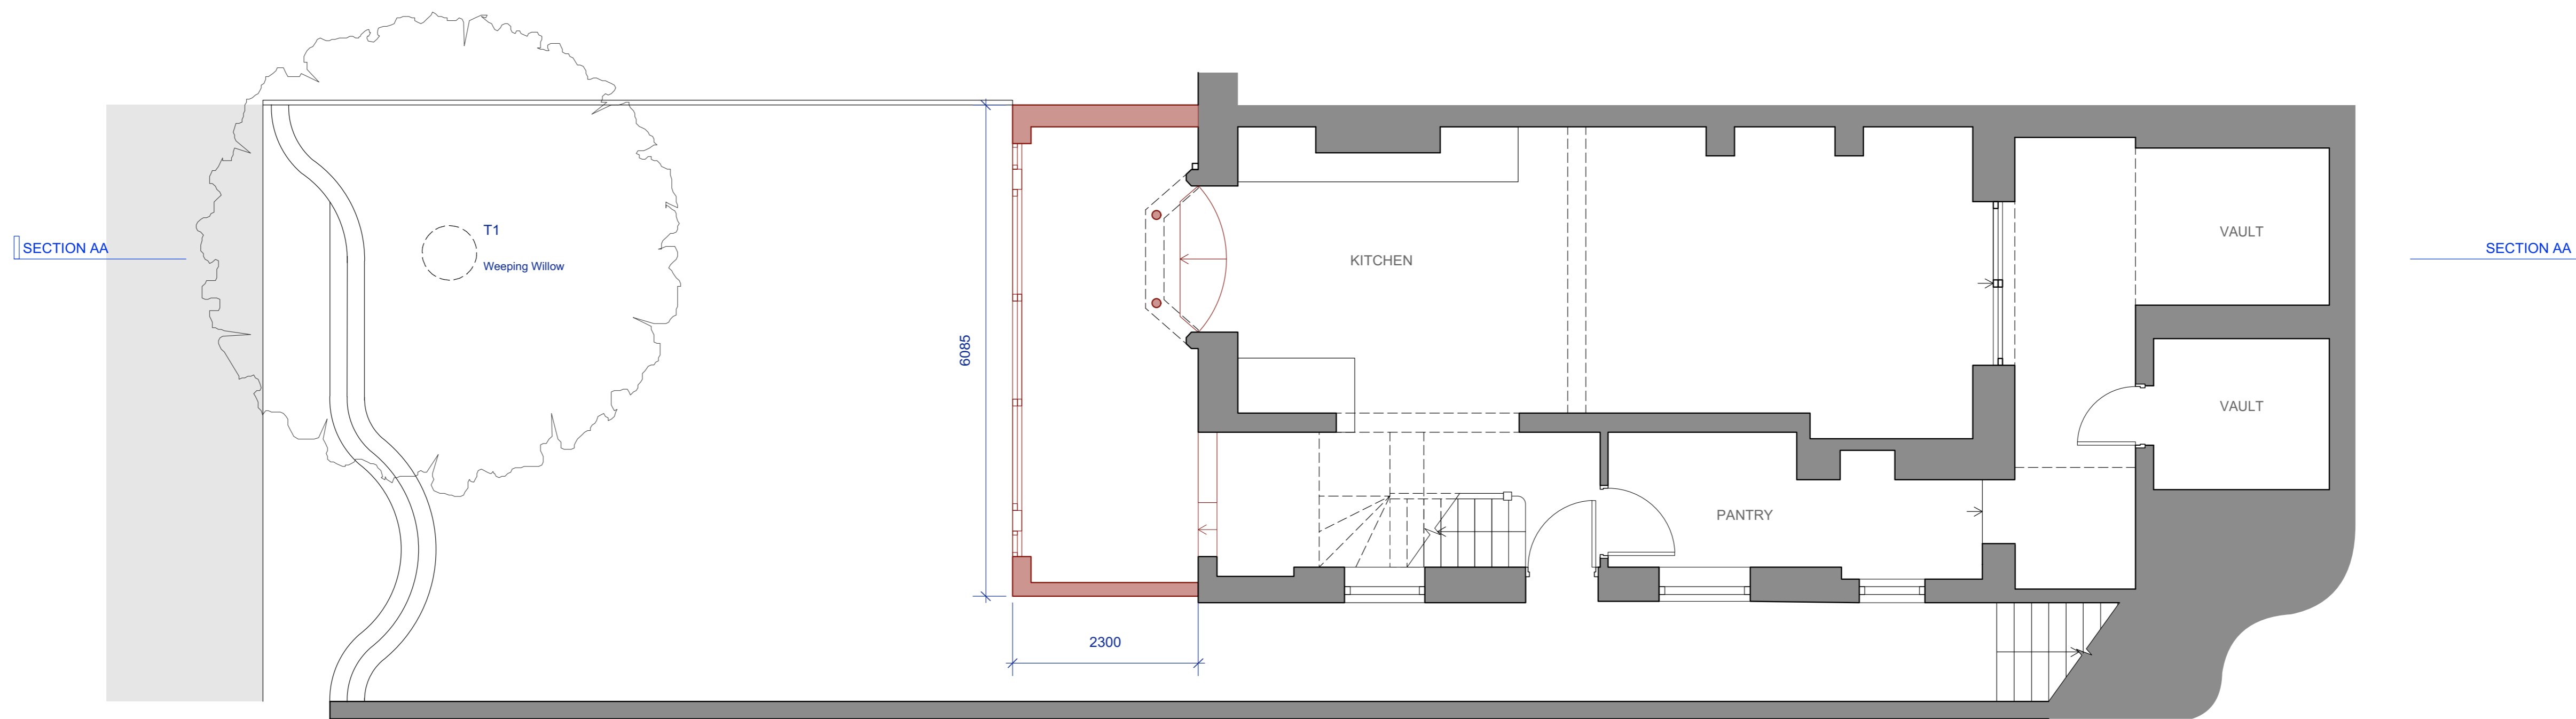 T1
VAULT
SECTION AA
SECTION AA
KITCHEN
Weeping Willow
6085
VAULT
PANTRY
2300